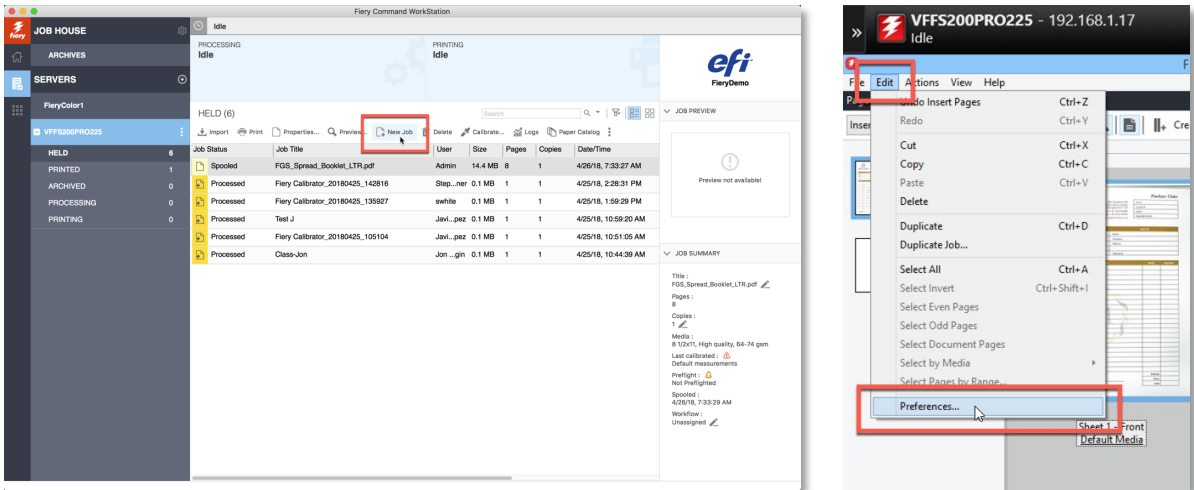 Fiery Command WorkStation
fiery
JOB HOUSE
ARCHIVES
SERVERS
FieryColor1
VFFS200PRO225
HELD 6
PRINTED 1
ARCHIVED 0
PROCESSING 0
PRINTING 0
Idle
PROCESSING
Idle
PRINTING
Idle
efi
FieryDemo
HELD (6)
Search
Import Print Properties... Preview... New Job Delete Calibrate... Logs Paper Catalog
Job Status Job Title User Size Pages Copies Date/Time
Spooled FGS_Spread_Booklet_LTR.pdf Admin 14.4 MB 8 1 4/26/18, 7:33:27 AM
Processed Fiery Calibrator_20180425_142816 Step...ner 0.1 MB 1 1 4/25/18, 2:28:31 PM
Processed Fiery Calibrator_20180425_135927 swhite 0.1 MB 1 1 4/25/18, 1:59:29 PM
Processed Test J Javi...pez 0.1 MB 1 1 4/25/18, 10:59:20 AM
Processed Fiery Calibrator_20180425_105104 Javi...pez 0.1 MB 1 1 4/25/18, 10:51:05 AM
Processed Class-Jon Jon ...gin 0.1 MB 1 1 4/25/18, 10:44:39 AM
JOB PREVIEW
Preview not available!
JOB SUMMARY
Title :
FGS_Spread_Booklet_LTR.pdf
Pages :
8
Copies :
1
Media :
8 1/2x11, High quality, 64-74 gsm
Last calibrated :
Default measurements
Preflight :
Not Preflighted
Spooled :
4/26/18, 7:33:29 AM
Workflow :
Unassigned
» VFFS200PRO225 - 192.168.1.17
Idle
F
File Edit Actions View Help
Undo Insert Pages Ctrl+Z
Redo Ctrl+Y
Cut Ctrl+X
Copy Ctrl+C
Paste Ctrl+V
Delete
Duplicate Ctrl+D
Duplicate Job...
Select All Ctrl+A
Select Invert Ctrl+Shift+I
Select Even Pages
Select Odd Pages
Select Document Pages
Select by Media
Select Pages by Range...
Preferences...
Inser
Cre
Sheet 1 - Front
Default Media